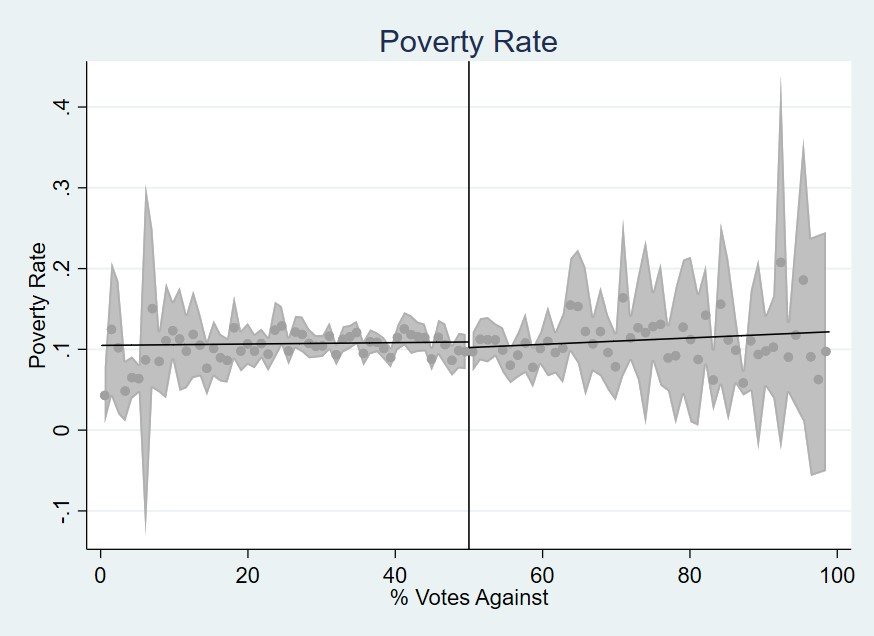 Poverty Rate
Poverty Rate
.4
.3
.2
.1
0
-.1
0 20 40 60 80 100
% Votes Against